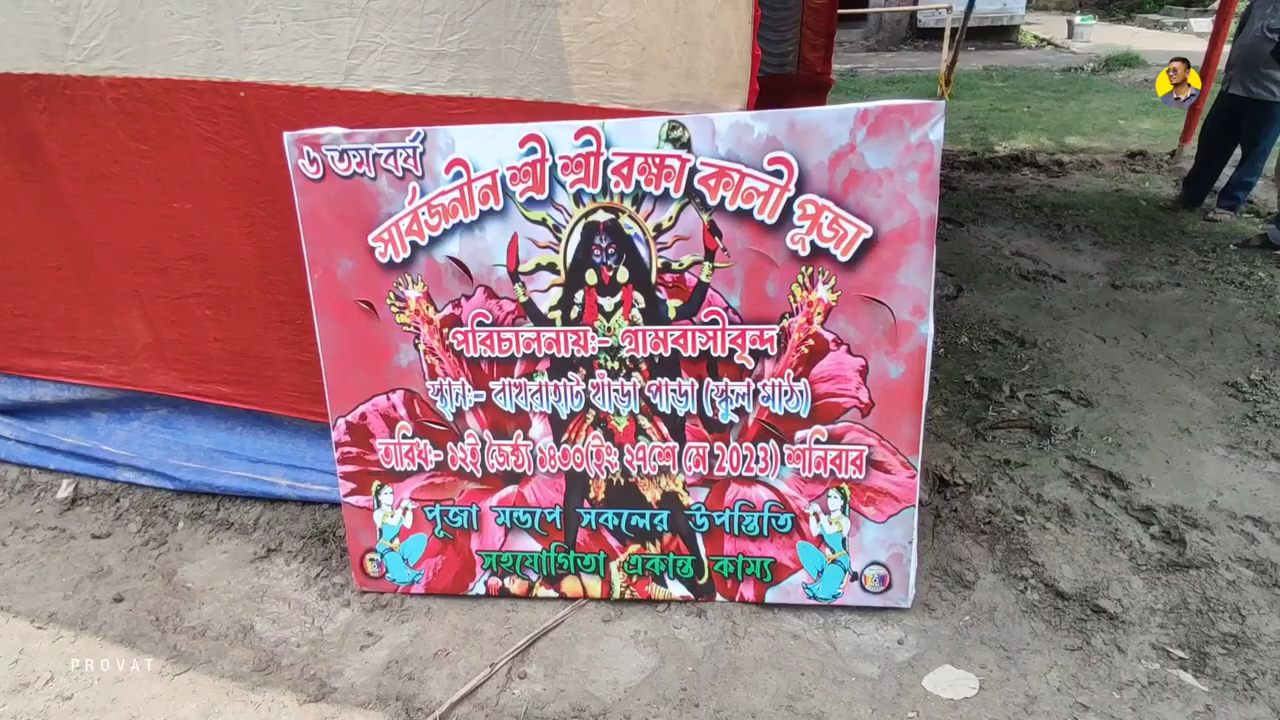 ৬ তম বর্ষ
সার্বজনীন শ্রী শ্রী রক্ষা কালী পূজা
পরিচালনায়ঃ- গ্রামবাসীবৃন্দ
স্থানঃ- বাখরাহাট খাঁড়া পাড়া (স্কুল মাঠ)
তারিখঃ- ১২ই জৈষ্ঠ্য ১৪৩০(ইং ২৭শে মে 2023) শনিবার
পূজা মন্ডপে সকলের উপস্থিতি
সহযোগিতা একান্ত কাম্য
PROVAT